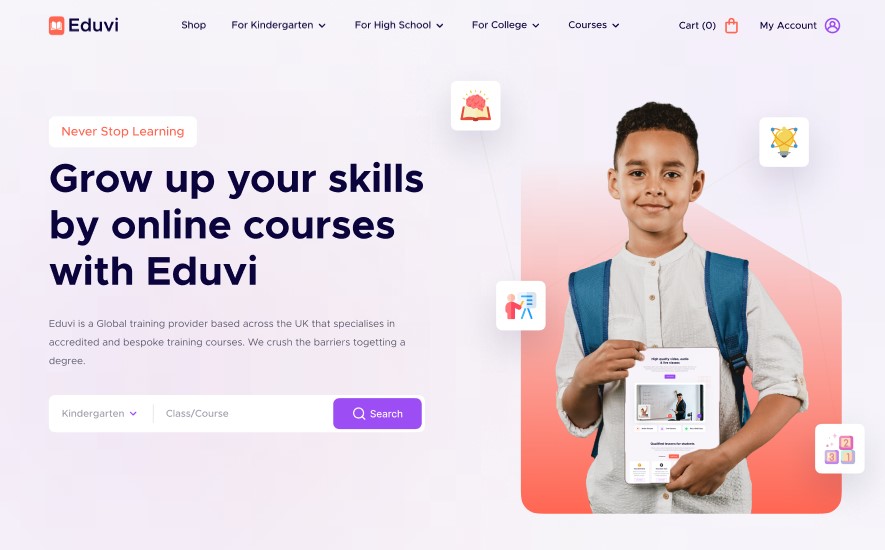 Eduvi
Shop
For Kindergarten
For High School
For College
Courses
Cart (0)
My Account
Never Stop Learning
Grow up your skills
by online courses
with Eduvi
Eduvi is a Global training provider based across the UK that specialises in
accredited and bespoke training courses. We crush the barriers togetting a
degree.
Kindergarten
Class/Course
Search
High quality video, audio
& live classes
Qualified lessons for students
2
3
1